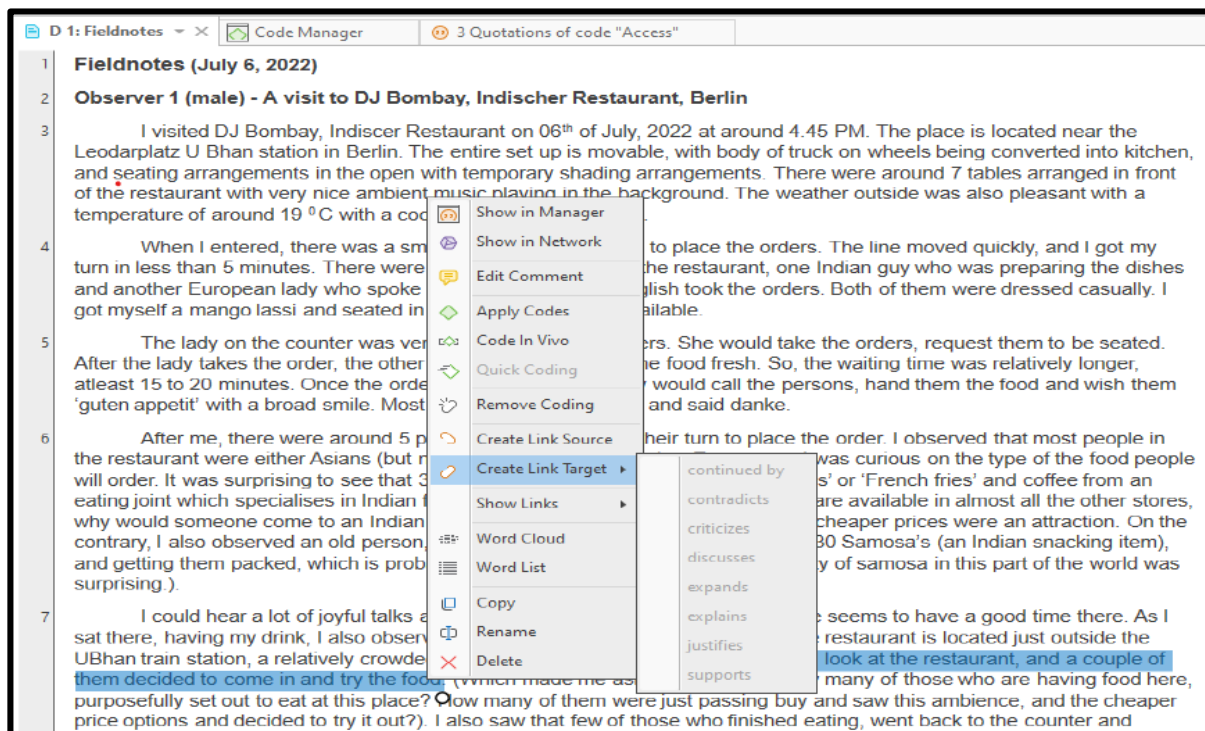 D 1: Fieldnotes
Code Manager
3 Quotations of code "Access"
1 Fieldnotes (July 6, 2022)
2 Observer 1 (male) - A visit to DJ Bombay, Indischer Restaurant, Berlin
3 I visited DJ Bombay, Indiscer Restaurant on 06th of July, 2022 at around 4.45 PM. The place is located near the
Leodarplatz U Bhan station in Berlin. The entire set up is movable, with body of truck on wheels being converted into kitchen,
and seating arrangements in the open with temporary shading arrangements. There were around 7 tables arranged in front
of the restaurant with very nice ambient music playing in the background. The weather outside was also pleasant with a
temperature of around 19 ⁰C with a coo
4 When I entered, there was a sm to place the orders. The line moved quickly, and I got my
turn in less than 5 minutes. There were the restaurant, one Indian guy who was preparing the dishes
and another European lady who spoke glish took the orders. Both of them were dressed casually. I
got myself a mango lassi and seated in ailable.
5 The lady on the counter was ver ers. She would take the orders, request them to be seated.
After the lady takes the order, the other he food fresh. So, the waiting time was relatively longer,
atleast 15 to 20 minutes. Once the orde would call the persons, hand them the food and wish them
'guten appetit' with a broad smile. Most and said danke.
6 After me, there were around 5 p heir turn to place the order. I observed that most people in
the restaurant were either Asians (but n was curious on the type of the food people
will order. It was surprising to see that 3 s' or 'French fries' and coffee from an
eating joint which specialises in Indian f are available in almost all the other stores,
why would someone come to an Indian cheaper prices were an attraction. On the
contrary, I also observed an old person, 30 Samosa's (an Indian snacking item),
and getting them packed, which is prob y of samosa in this part of the world was
surprising.).
7 I could hear a lot of joyful talks a e seems to have a good time there. As I
sat there, having my drink, I also observ restaurant is located just outside the
UBhan train station, a relatively crowde look at the restaurant, and a couple of
them decided to come in and try the food. (Which made me as many of those who are having food here,
purposefully set out to eat at this place? How many of them were just passing buy and saw this ambience, and the cheaper
price options and decided to try it out?). I also saw that few of those who finished eating, went back to the counter and
Show in Manager
Show in Network
Edit Comment
Apply Codes
Code In Vivo
Quick Coding
Remove Coding
Create Link Source
Create Link Target
Show Links
Word Cloud
Word List
Copy
Rename
Delete
continued by
contradicts
criticizes
discusses
expands
explains
justifies
supports